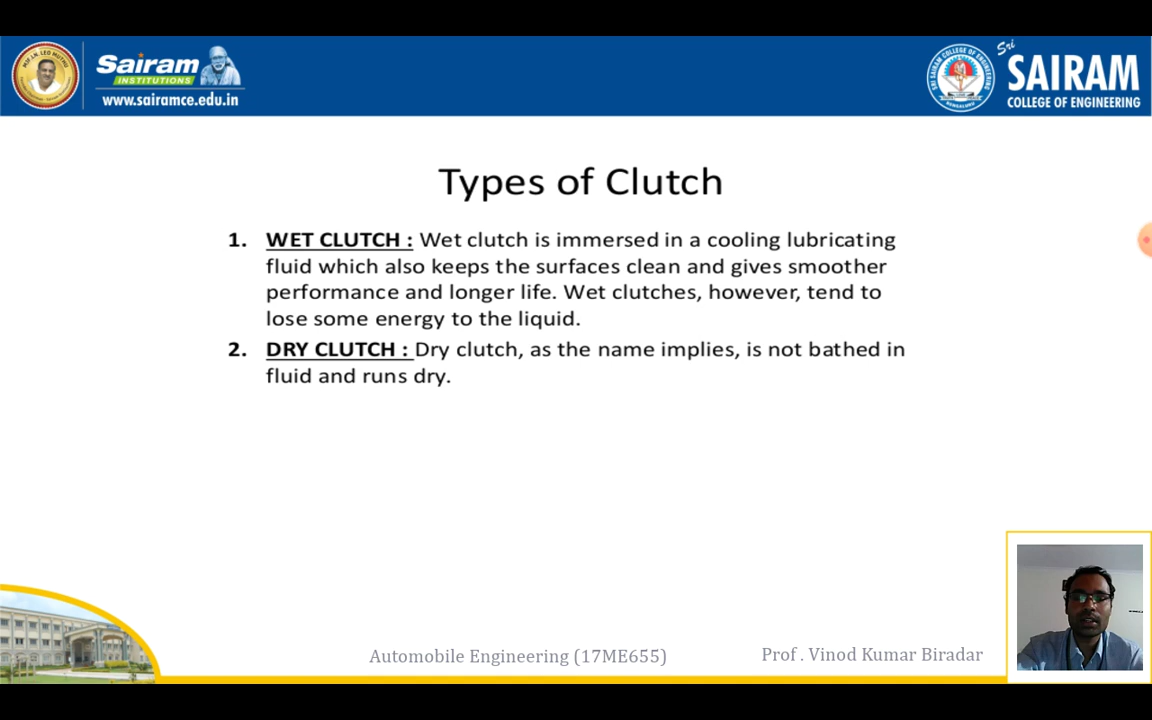 Sairam
INSTITUTIONS
www.sairamce.edu.in
Sri
SAIRAM
COLLEGE OF ENGINEERING
Types of Clutch
1. WET CLUTCH : Wet clutch is immersed in a cooling lubricating
fluid which also keeps the surfaces clean and gives smoother
performance and longer life. Wet clutches, however, tend to
lose some energy to the liquid.
2. DRY CLUTCH : Dry clutch, as the name implies, is not bathed in
fluid and runs dry.
Automobile Engineering (17ME655)
Prof . Vinod Kumar Biradar